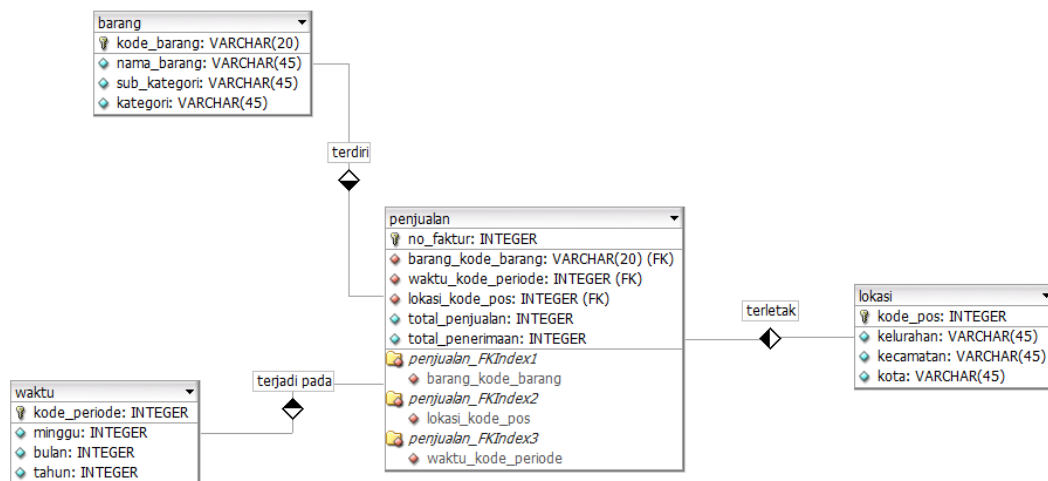 barang
kode_barang: VARCHAR(20)
nama_barang: VARCHAR(45)
sub_kategori: VARCHAR(45)
kategori: VARCHAR(45)
terdiri
penjualan
no_faktur: INTEGER
barang_kode_barang: VARCHAR(20) (FK)
waktu_kode_periode: INTEGER (FK)
lokasi_kode_pos: INTEGER (FK)
total_penjualan: INTEGER
total_penerimaan: INTEGER
penjualan_FKIndex1
barang_kode_barang
penjualan_FKIndex2
lokasi_kode_pos
penjualan_FKIndex3
waktu_kode_periode
terletak
lokasi
kode_pos: INTEGER
kelurahan: VARCHAR(45)
kecamatan: VARCHAR(45)
kota: VARCHAR(45)
terjadi pada
waktu
kode_periode: INTEGER
minggu: INTEGER
bulan: INTEGER
tahun: INTEGER